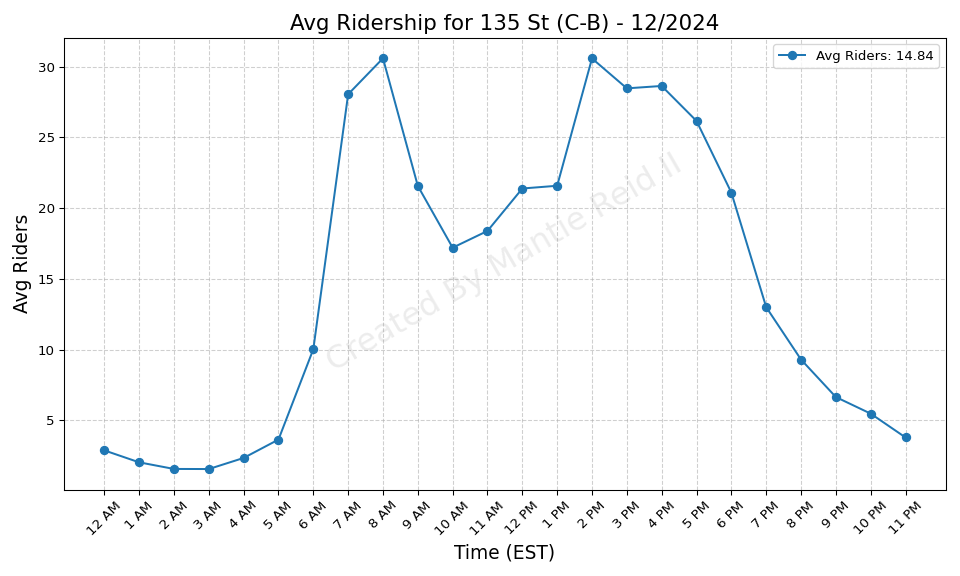 Avg Ridership for 135 St (C-B) - 12/2024
Avg Riders: 14.84
Avg Riders
30
25
20
15
10
5
Created By Mantie Reid II
12 AM
1 AM
2 AM
3 AM
4 AM
5 AM
6 AM
7 AM
8 AM
9 AM
10 AM
11 AM
12 PM
1 PM
2 PM
3 PM
4 PM
5 PM
6 PM
7 PM
8 PM
9 PM
10 PM
11 PM
Time (EST)